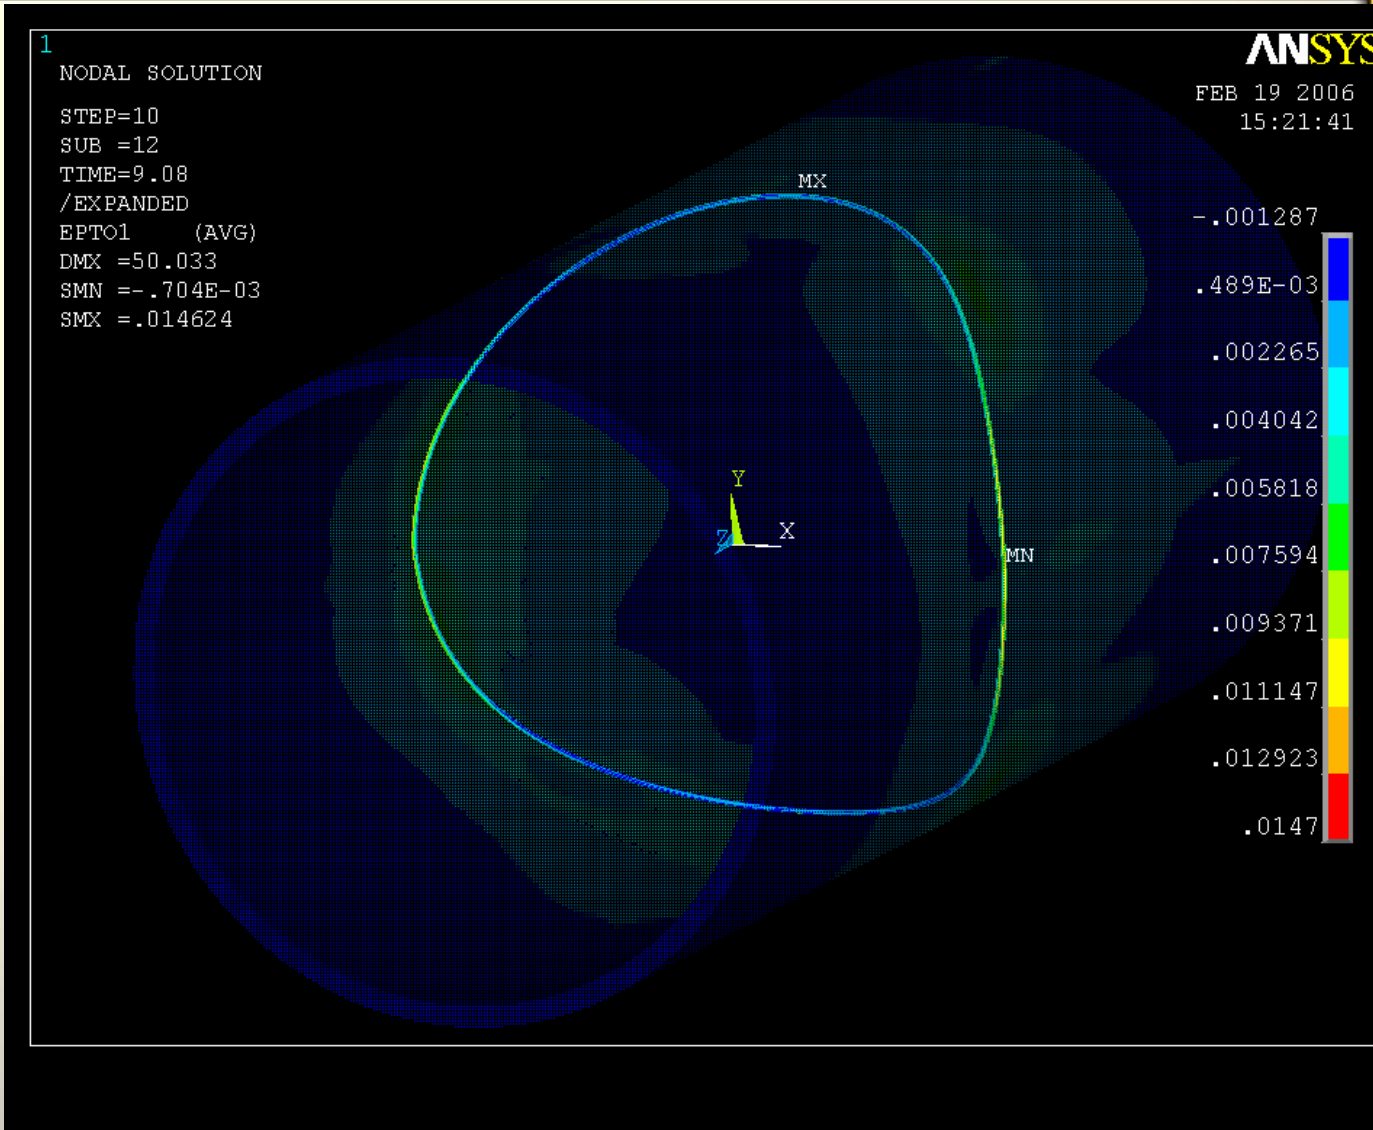 1
NODAL SOLUTION
STEP=10
SUB =12
TIME=9.08
/EXPANDED
EPTO1 (AVG)
DMX =50.033
SMN =-.704E-03
SMX =.014624
ANSYS
FEB 19 2006
15:21:41
MX
Y
Z X
MN
-.001287
.489E-03
.002265
.004042
.005818
.007594
.009371
.011147
.012923
.0147